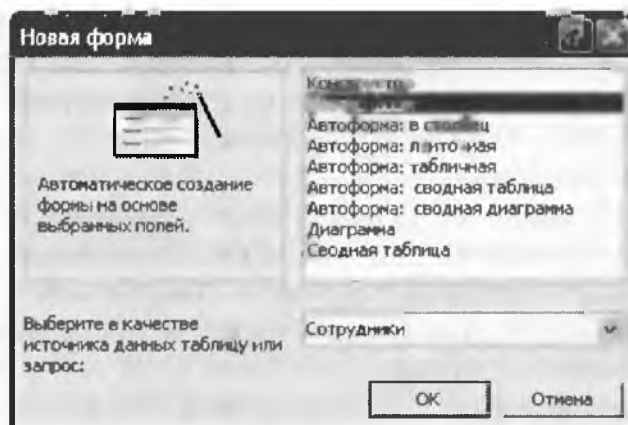 Новая форма
Конструктор
Автоформа: в столбец
Автоформа: ленточная
Автоформа: табличная
Автоформа: сводная таблица
Автоформа: сводная диаграмма
Диаграмма
Сводная таблица
Автоматическое создание
формы на основе
выбранных полей.
Выберите в качестве
источника данных таблицу или
запрос:
Сотрудники
ОК
Отмена